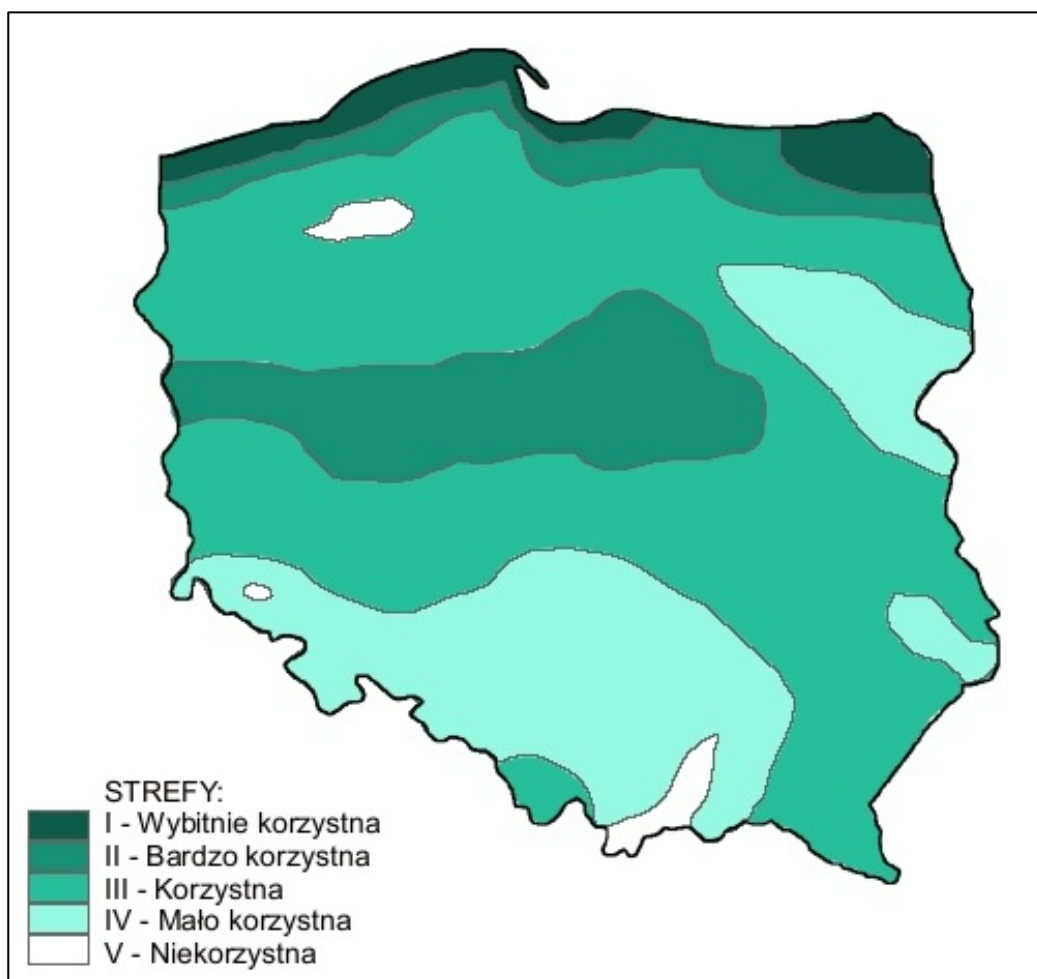 STREFY:
I - Wybitnie korzystna
II - Bardzo korzystna
III - Korzystna
IV - Mało korzystna
V - Niekorzystna